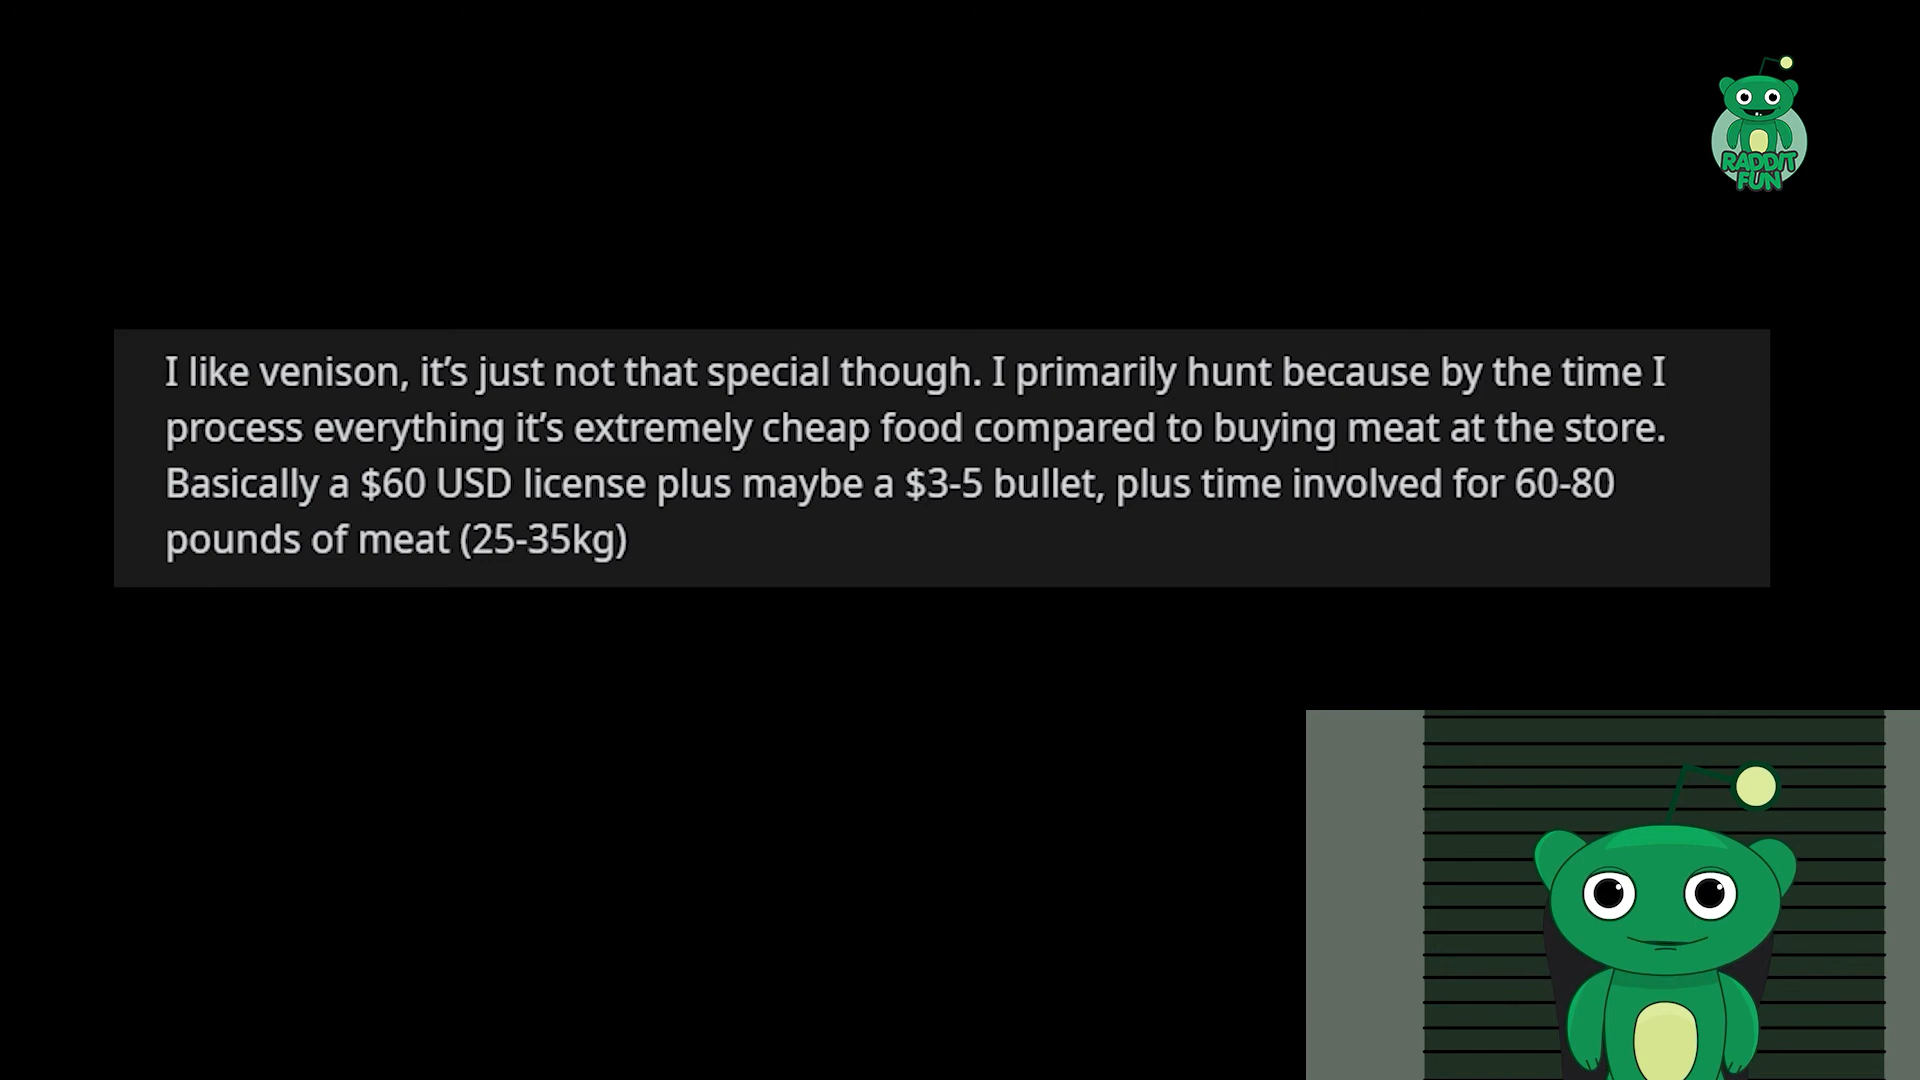 RADDIT
FUN
I like venison, it’s just not that special though. I primarily hunt because by the time I
process everything it’s extremely cheap food compared to buying meat at the store.
Basically a $60 USD license plus maybe a $3-5 bullet, plus time involved for 60-80
pounds of meat (25-35kg)